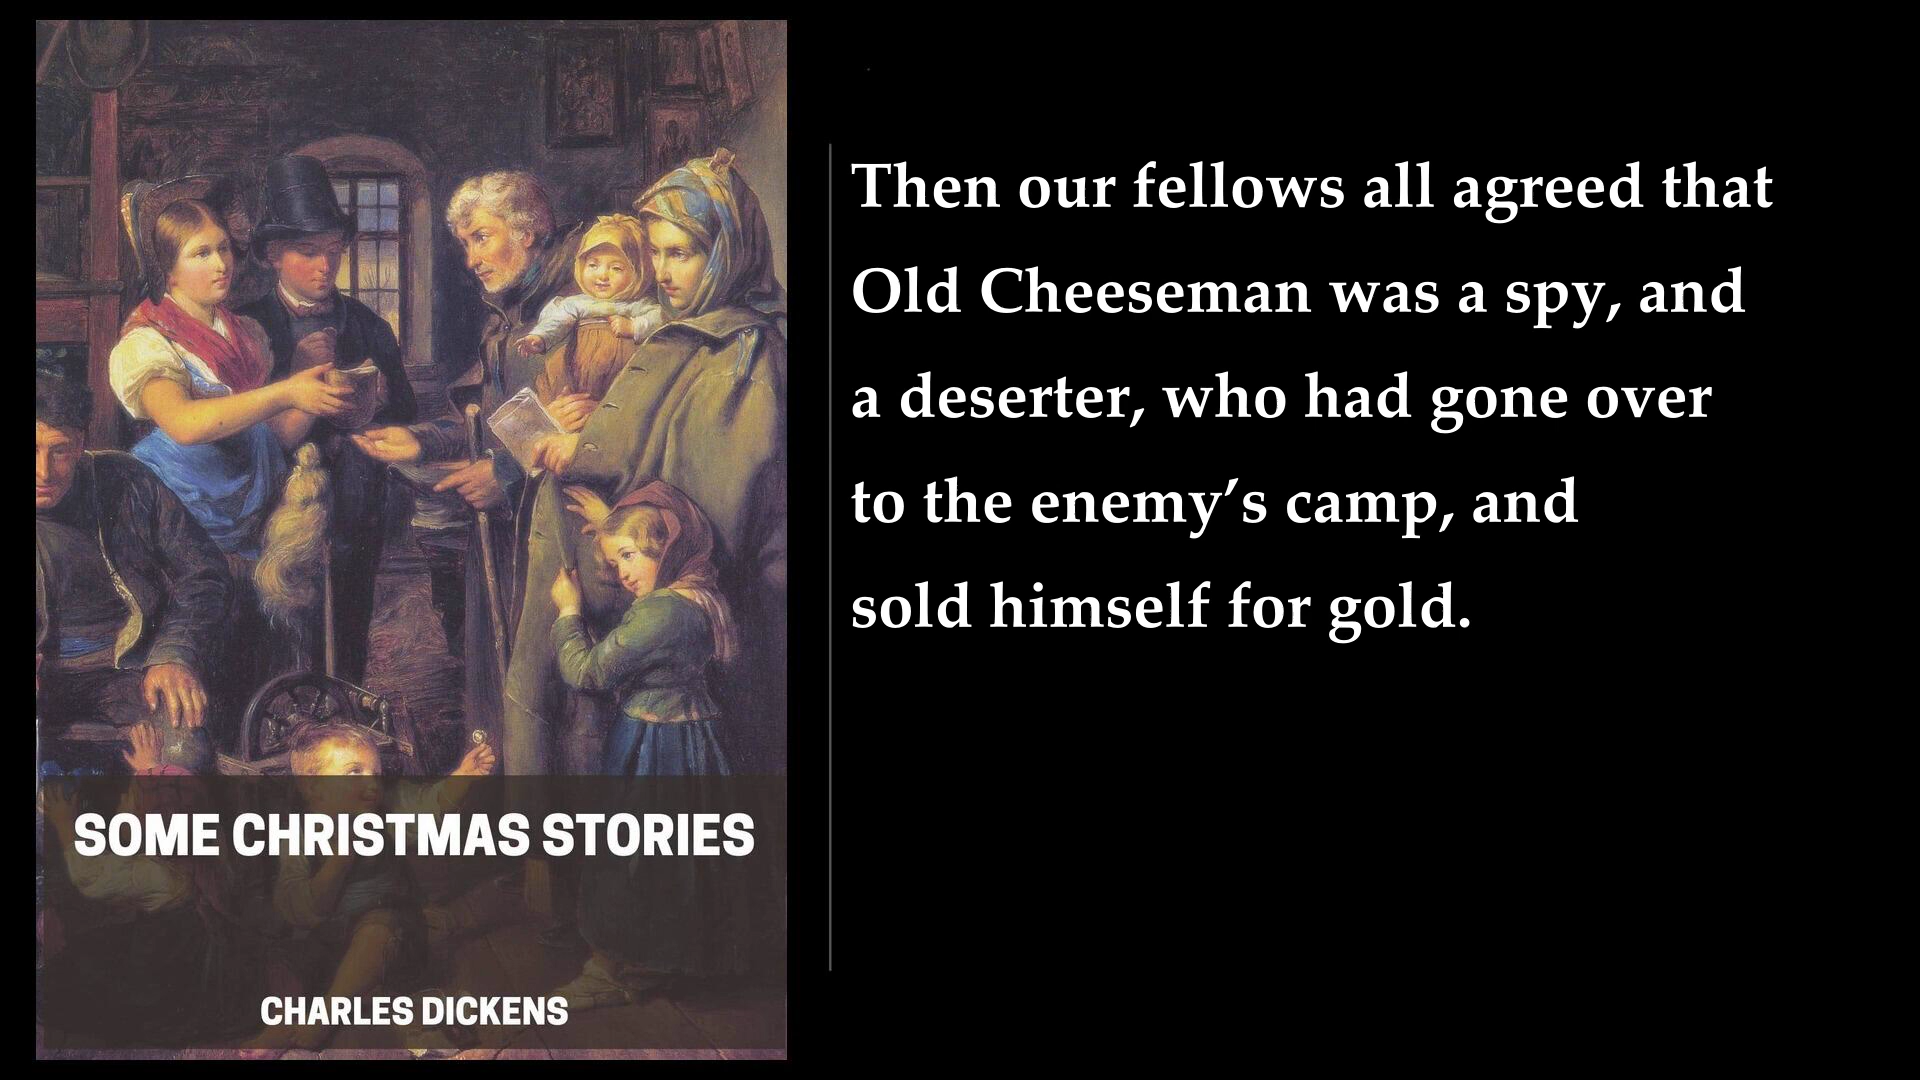 SOME CHRISTMAS STORIES
CHARLES DICKENS
Then our fellows all agreed that
Old Cheeseman was a spy, and
a deserter, who had gone over
to the enemy’s camp, and
sold himself for gold.